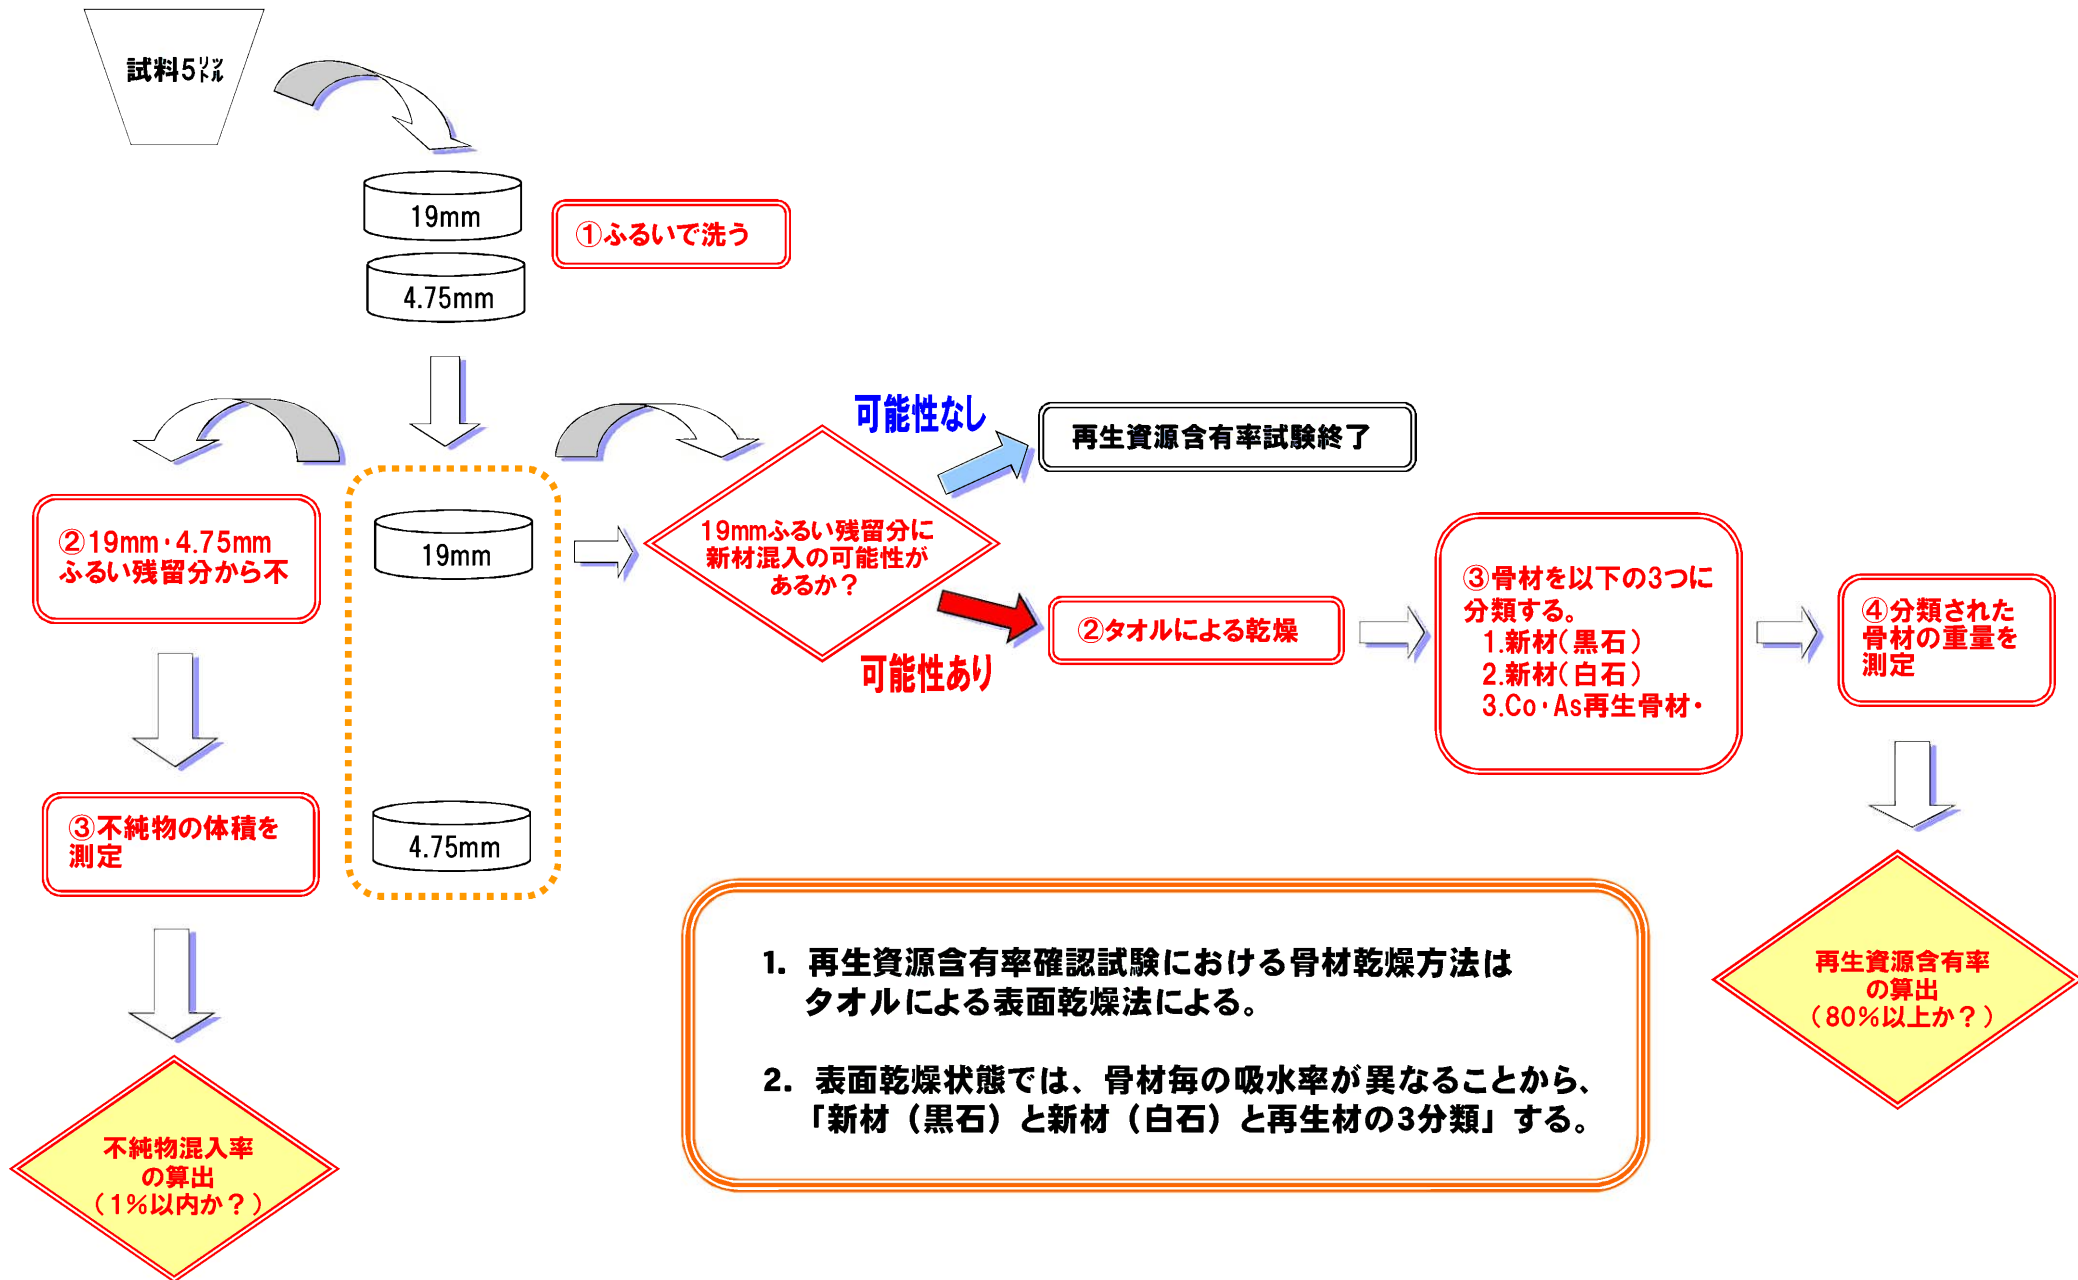 試料5リットル
19mm
①ふるいで洗う
4.75mm
可能性なし
再生資源含有率試験終了
②19mm・4.75mm
ふるい残留分から不
19mm
19mmふるい残留分に
新材混入の可能性が
あるか？
可能性あり
②タオルによる乾燥
③骨材を以下の3つに
分類する。
1.新材(黒石)
2.新材(白石)
3.Co・As再生骨材・
④分類された
骨材の重量を
測定
③不純物の体積を
測定
4.75mm
再生資源含有率
の算出
(80%以上か？)
不純物混入率
の算出
(1%以内か？)
1. 再生資源含有率確認試験における骨材乾燥方法は
タオルによる表面乾燥法による。
2. 表面乾燥状態では、骨材毎の吸水率が異なることから、
「新材（黒石）と新材（白石）と再生材の3分類」する。